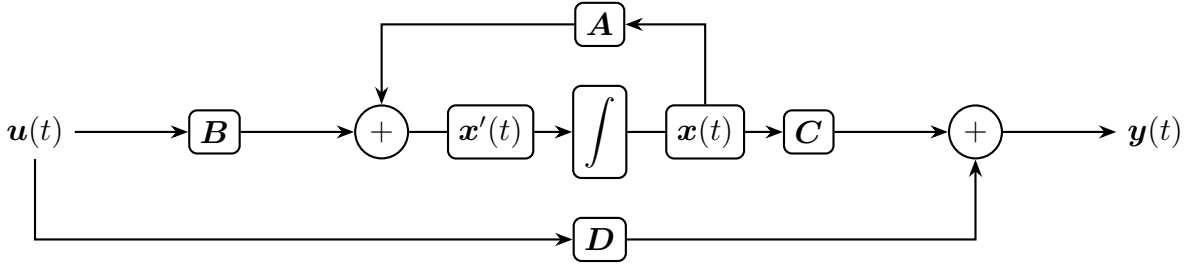 A
u(t) B + x′(t) ∫ x(t) C + y(t)
D